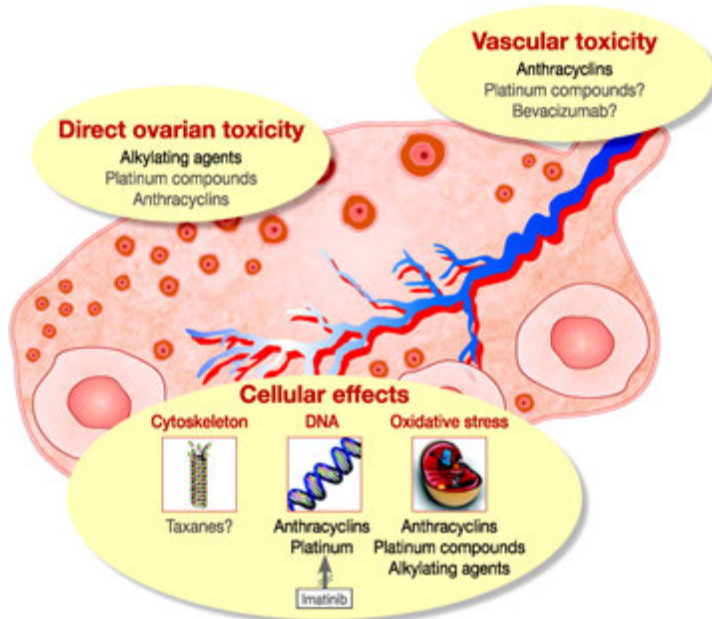 Vascular toxicity
Anthracyclins
Platinum compounds?
Bevacizumab?
Direct ovarian toxicity
Alkylating agents
Platinum compounds
Anthracyclins
Cellular effects
Cytoskeleton
Taxanes?
DNA
Anthracyclins
Platinum
Imatinib
Oxidative stress
Anthracyclins
Platinum compounds
Alkylating agents